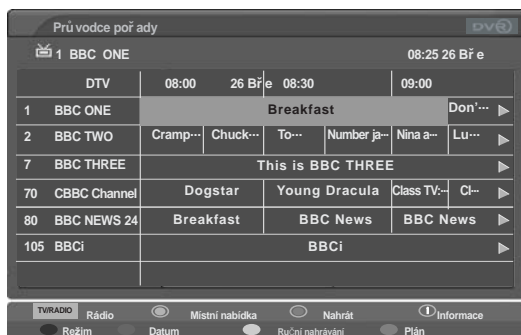 Průvodce pořady DVR
1 BBC ONE 08:25 26 Bře
DTV 08:00 26 Bře 08:30 09:00
1 BBC ONE Breakfast Don'···
2 BBC TWO Cramp··· Chuck··· To··· Number ja··· Nina a··· Lu···
7 BBC THREE This is BBC THREE
70 CBBC Channel Dogstar Young Dracula Class TV:··· Cl···
80 BBC NEWS 24 Breakfast BBC News BBC News
105 BBCi BBCi
TV/RADIO Rádio Místní nabídka Nahrát Informace
Režim Datum Ruční nahrávání Plán